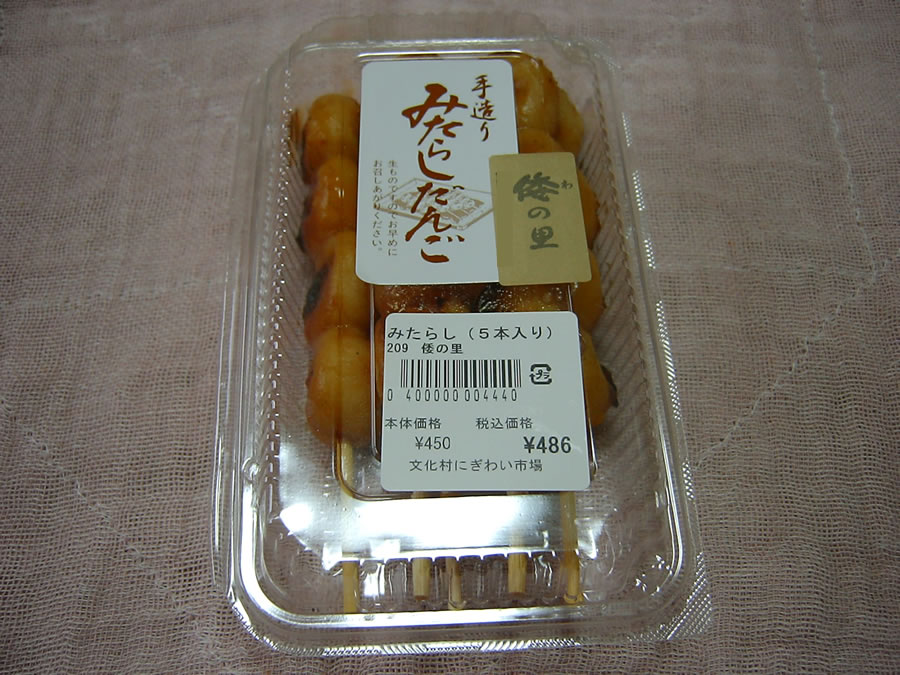 手造り
みたらしだんご
生ものですのでお早めに
お召しあがりください。
倭の里
わ
みたらし（５本入り）
209 倭の里
0 400000 004440
プラ
本体価格 税込価格
¥450 ¥486
文化村にぎわい市場